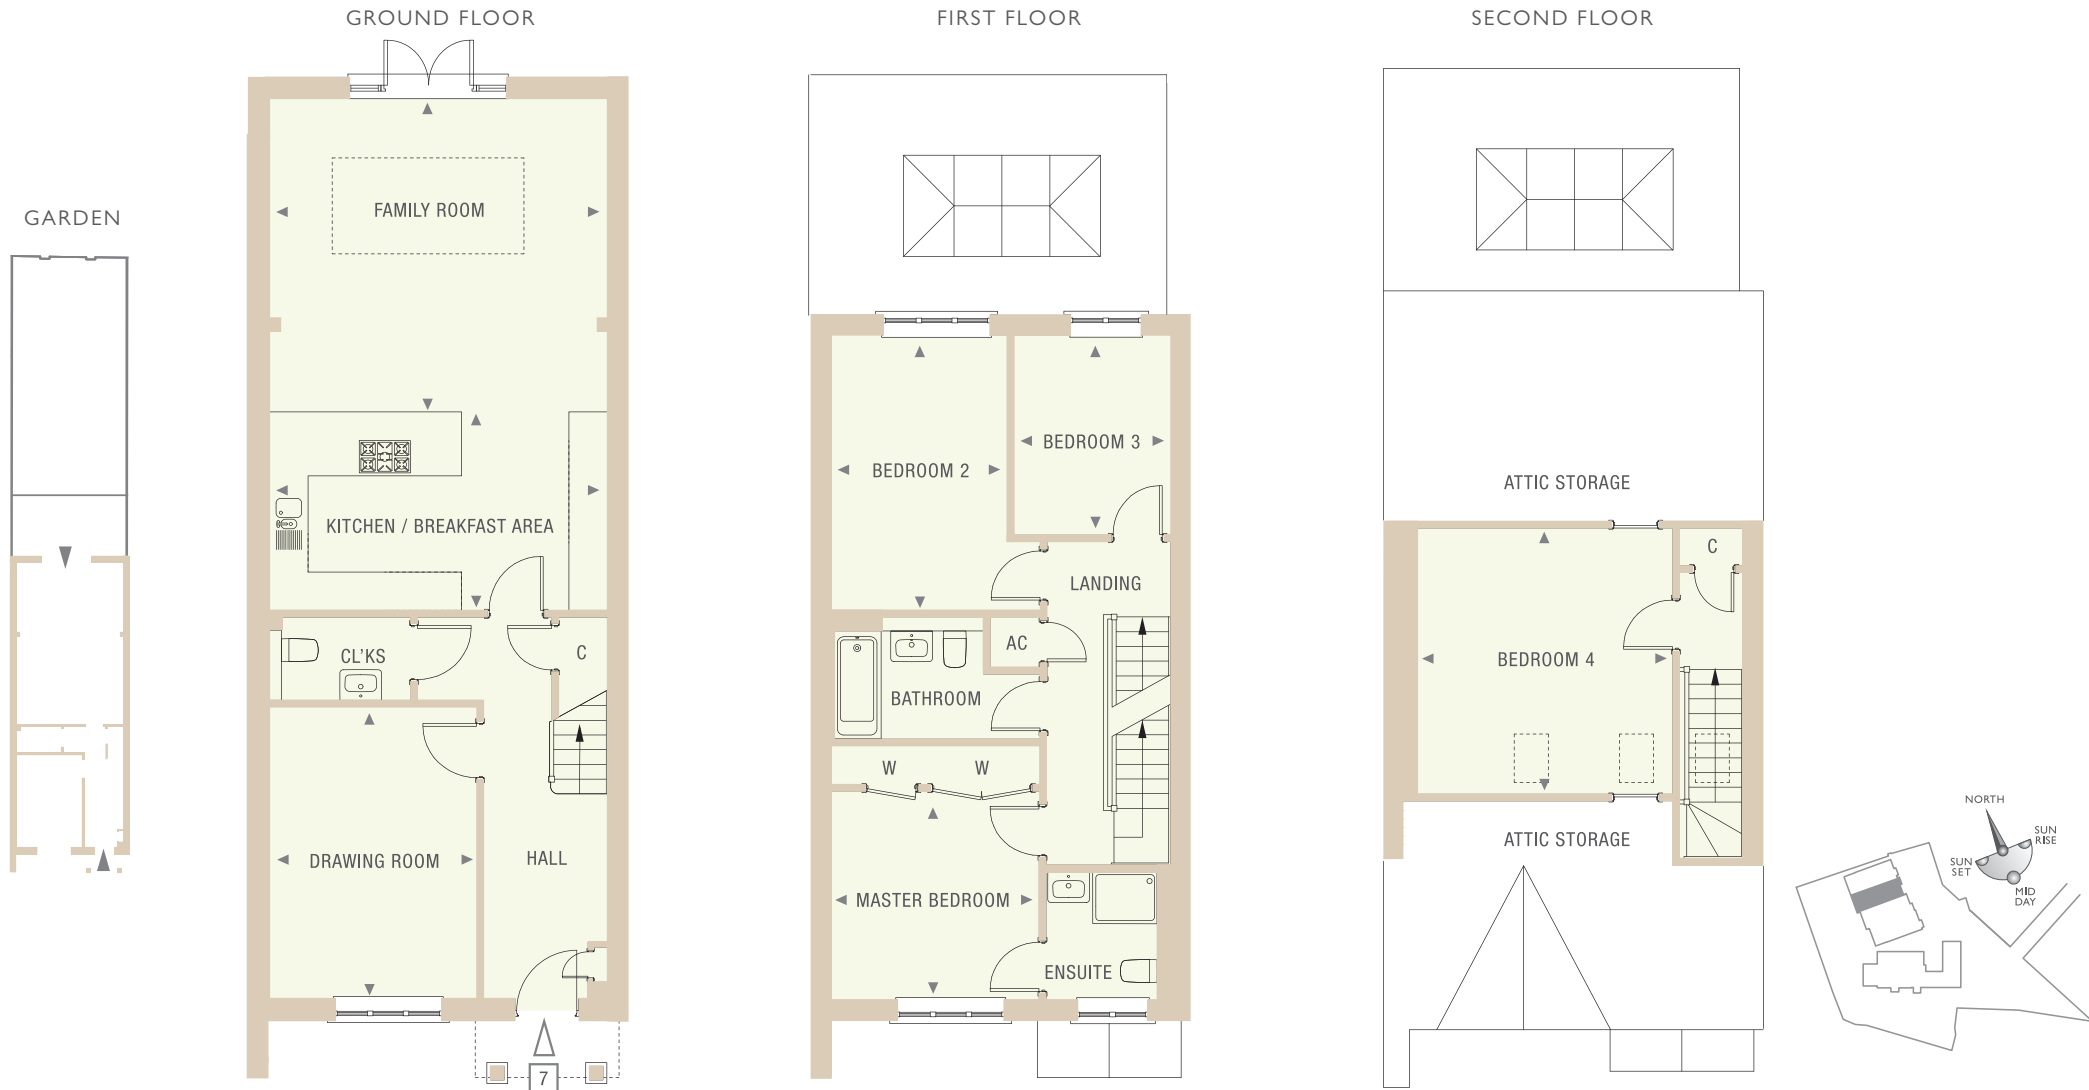 GROUND FLOOR
FIRST FLOOR
SECOND FLOOR
GARDEN
FAMILY ROOM
KITCHEN / BREAKFAST AREA
CL'KS
C
DRAWING ROOM
HALL
7
BEDROOM 2
BEDROOM 3
LANDING
AC
BATHROOM
W
W
MASTER BEDROOM
ENSUITE
ATTIC STORAGE
C
BEDROOM 4
ATTIC STORAGE
NORTH
SUN
RISE
SUN
SET
MID
DAY